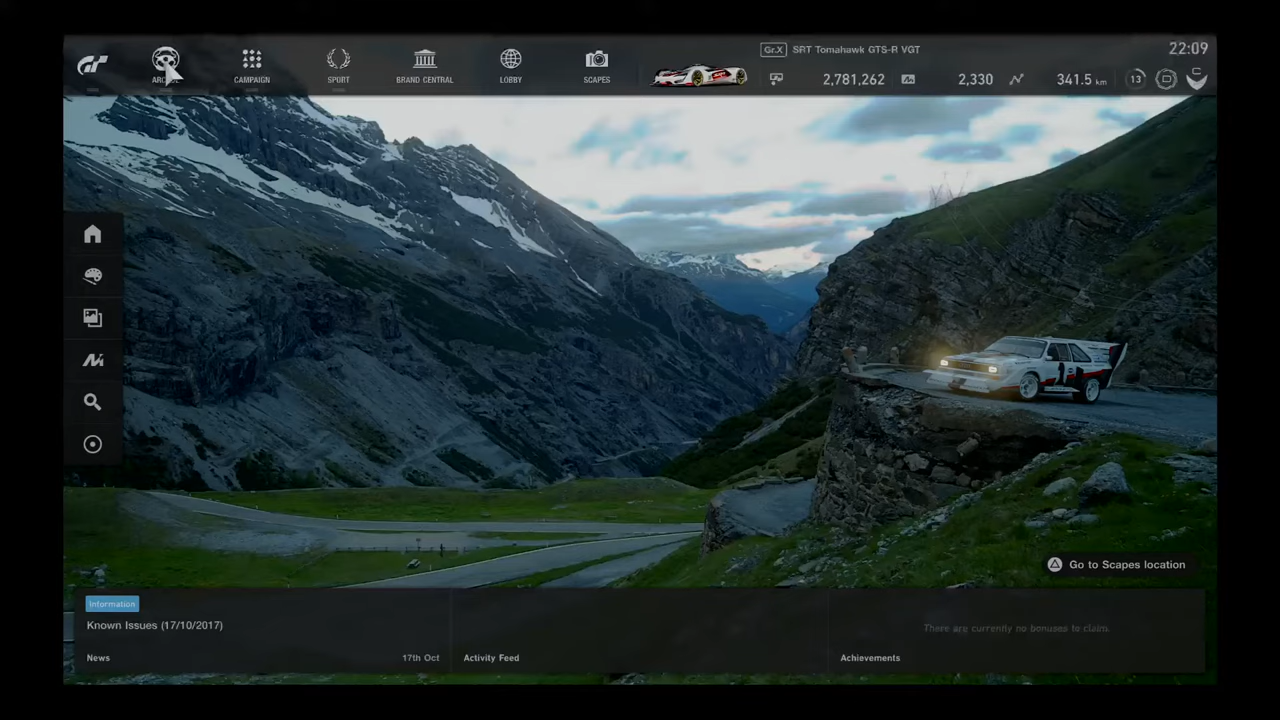 ARCADE
CAMPAIGN
SPORT
BRAND CENTRAL
LOBBY
SCAPES
Gr.X SRT Tomahawk GTS-R VGT
22:09
2,781,262
2,330
341.5 km
13
C
Go to Scapes location
Information
Known Issues (17/10/2017)
News
17th Oct
Activity Feed
There are currently no bonuses to claim.
Achievements